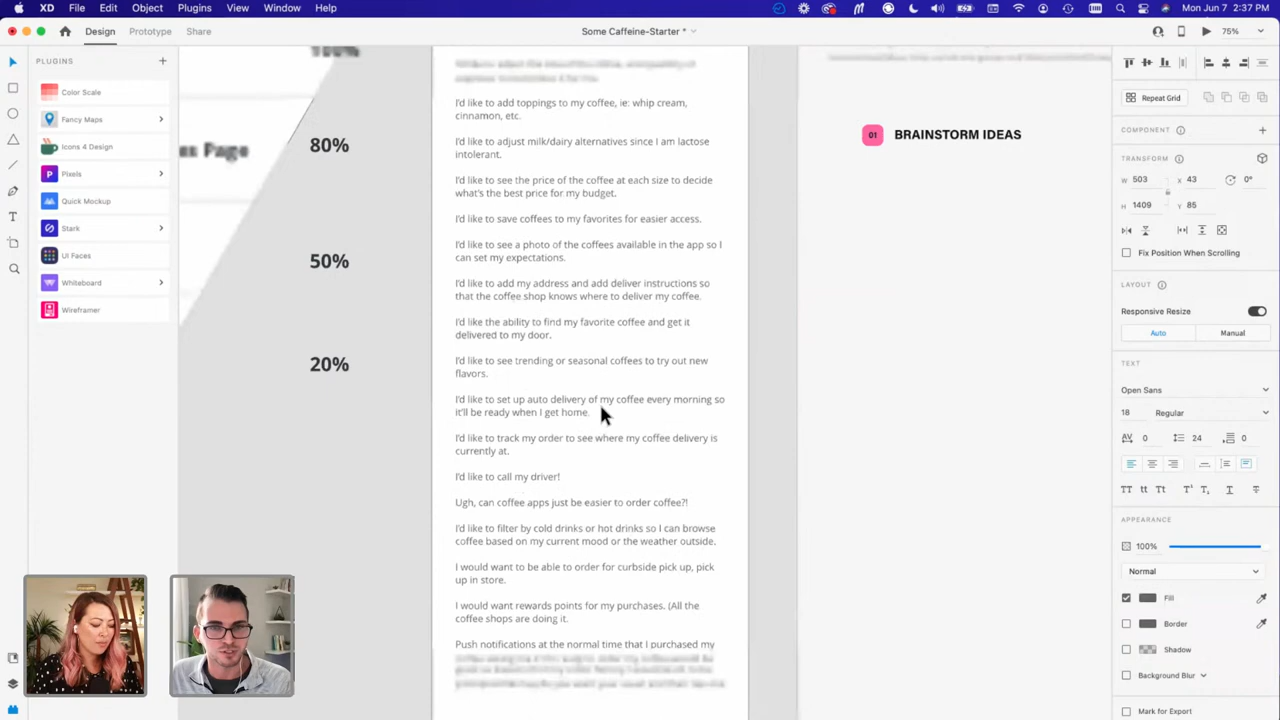 XD File Edit Object Plugins View Window Help Mon Jun 7 2:37 PM
Design Prototype Share Some Caffeine-Starter * 75%
PLUGINS
Color Scale
Fancy Maps
Icons 4 Design
Pixels
Quick Mockup
Stark
UI Faces
Whiteboard
Wireframer
100%
80%
50%
20%
Page
I'd like to add toppings to my coffee, ie: whip cream,
cinnamon, etc.
I'd like to adjust milk/dairy alternatives since I am lactose
intolerant.
I'd like to see the price of the coffee at each size to decide
what's the best price for my budget.
I'd like to save coffees to my favorites for easier access.
I'd like to see a photo of the coffees available in the app so I
can set my expectations.
I'd like to add my address and add deliver instructions so
that the coffee shop knows where to deliver my coffee.
I'd like the ability to find my favorite coffee and get it
delivered to my door.
I'd like to see trending or seasonal coffees to try out new
flavors.
I'd like to set up auto delivery of my coffee every morning so
it'll be ready when I get home.
I'd like to track my order to see where my coffee delivery is
currently at.
I'd like to call my driver!
Ugh, can coffee apps just be easier to order coffee?!
I'd like to filter by cold drinks or hot drinks so I can browse
coffee based on my current mood or the weather outside.
I would want to be able to order for curbside pick up, pick
up in store.
I would want rewards points for my purchases. (All the
coffee shops are doing it.
Push notifications at the normal time that I purchased my
01 BRAINSTORM IDEAS
Repeat Grid
COMPONENT
TRANSFORM
W 503 X 43 0°
H 1409 Y 85
Fix Position When Scrolling
LAYOUT
Responsive Resize
Auto Manual
TEXT
Open Sans
18 Regular
AV 0 24 0
TT tt Tt T¹ T₁ T T
APPEARANCE
100%
Normal
Fill
Border
Shadow
Background Blur
Mark for Export